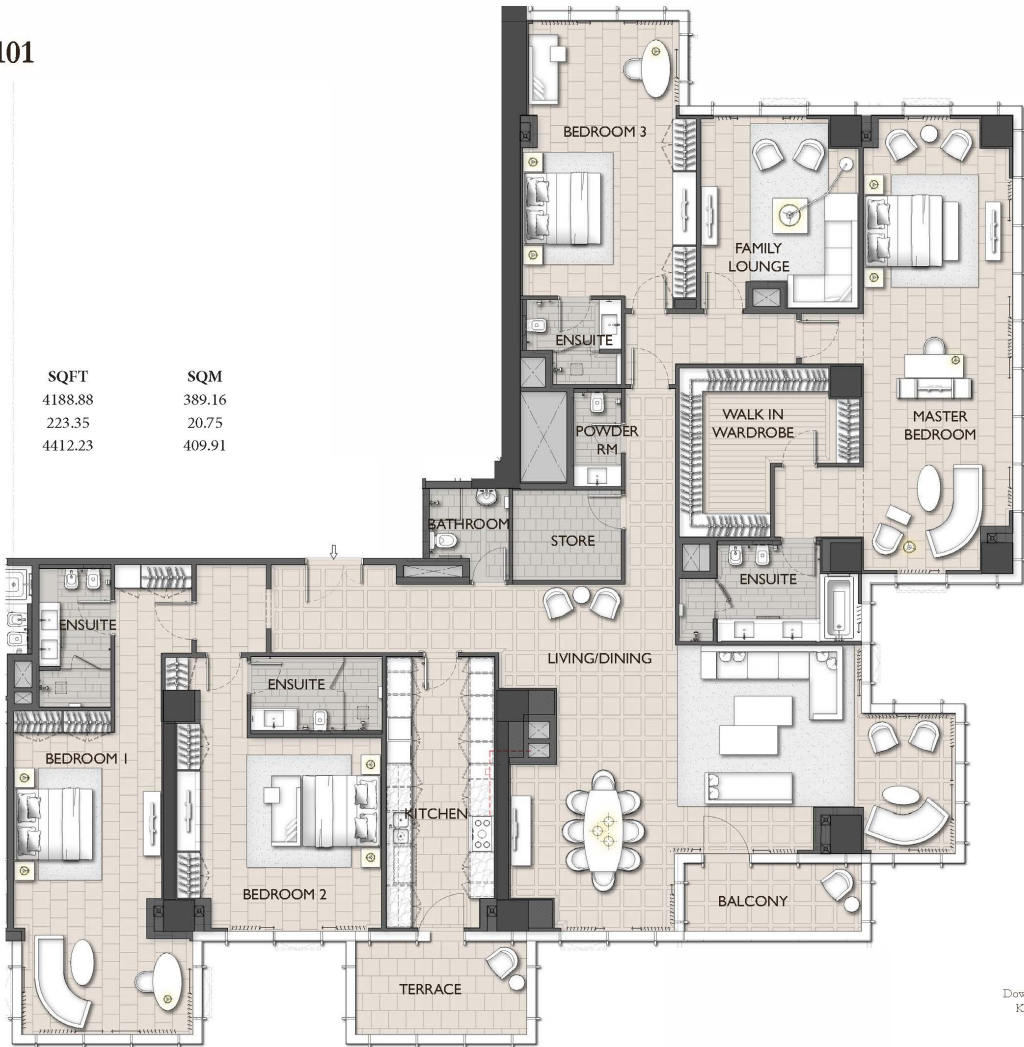 101
SQFT SQM
4188.88 389.16
223.35 20.75
4412.23 409.91
BEDROOM 3
FAMILY
LOUNGE
ENSUITE
WALK IN
WARDROBE
MASTER
BEDROOM
POWDER
RM
BATHROOM
STORE
ENSUITE
ENSUITE
LIVING/DINING
ENSUITE
BEDROOM 1
KITCHEN
BEDROOM 2
BALCONY
TERRACE